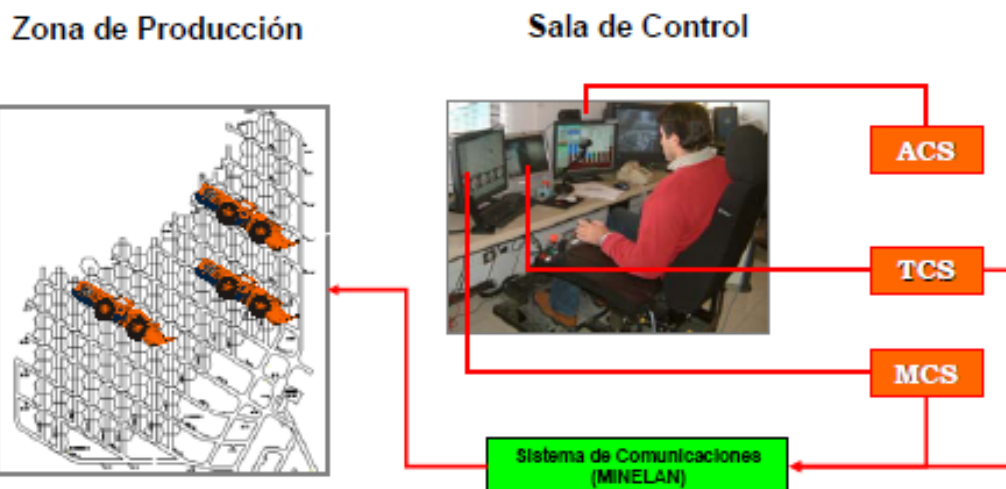 Zona de Producción
Sala de Control
ACS
TCS
MCS
Sistema de Comunicaciones
(MINELAN)